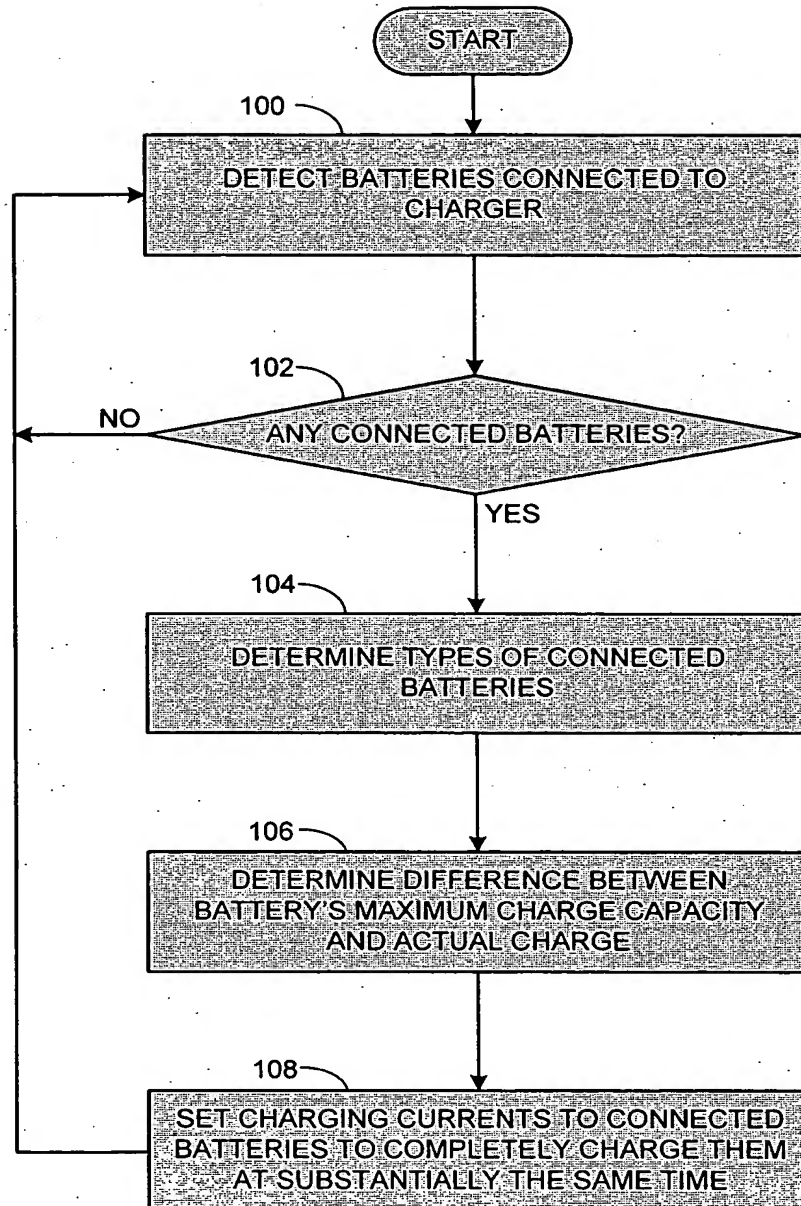 START
100
DETECT BATTERIES CONNECTED TO
CHARGER
102
NO
ANY CONNECTED BATTERIES?
YES
104
DETERMINE TYPES OF CONNECTED
BATTERIES
106
DETERMINE DIFFERENCE BETWEEN
BATTERY'S MAXIMUM CHARGE CAPACITY
AND ACTUAL CHARGE
108
SET CHARGING CURRENTS TO CONNECTED
BATTERIES TO COMPLETELY CHARGE THEM
AT SUBSTANTIALLY THE SAME TIME